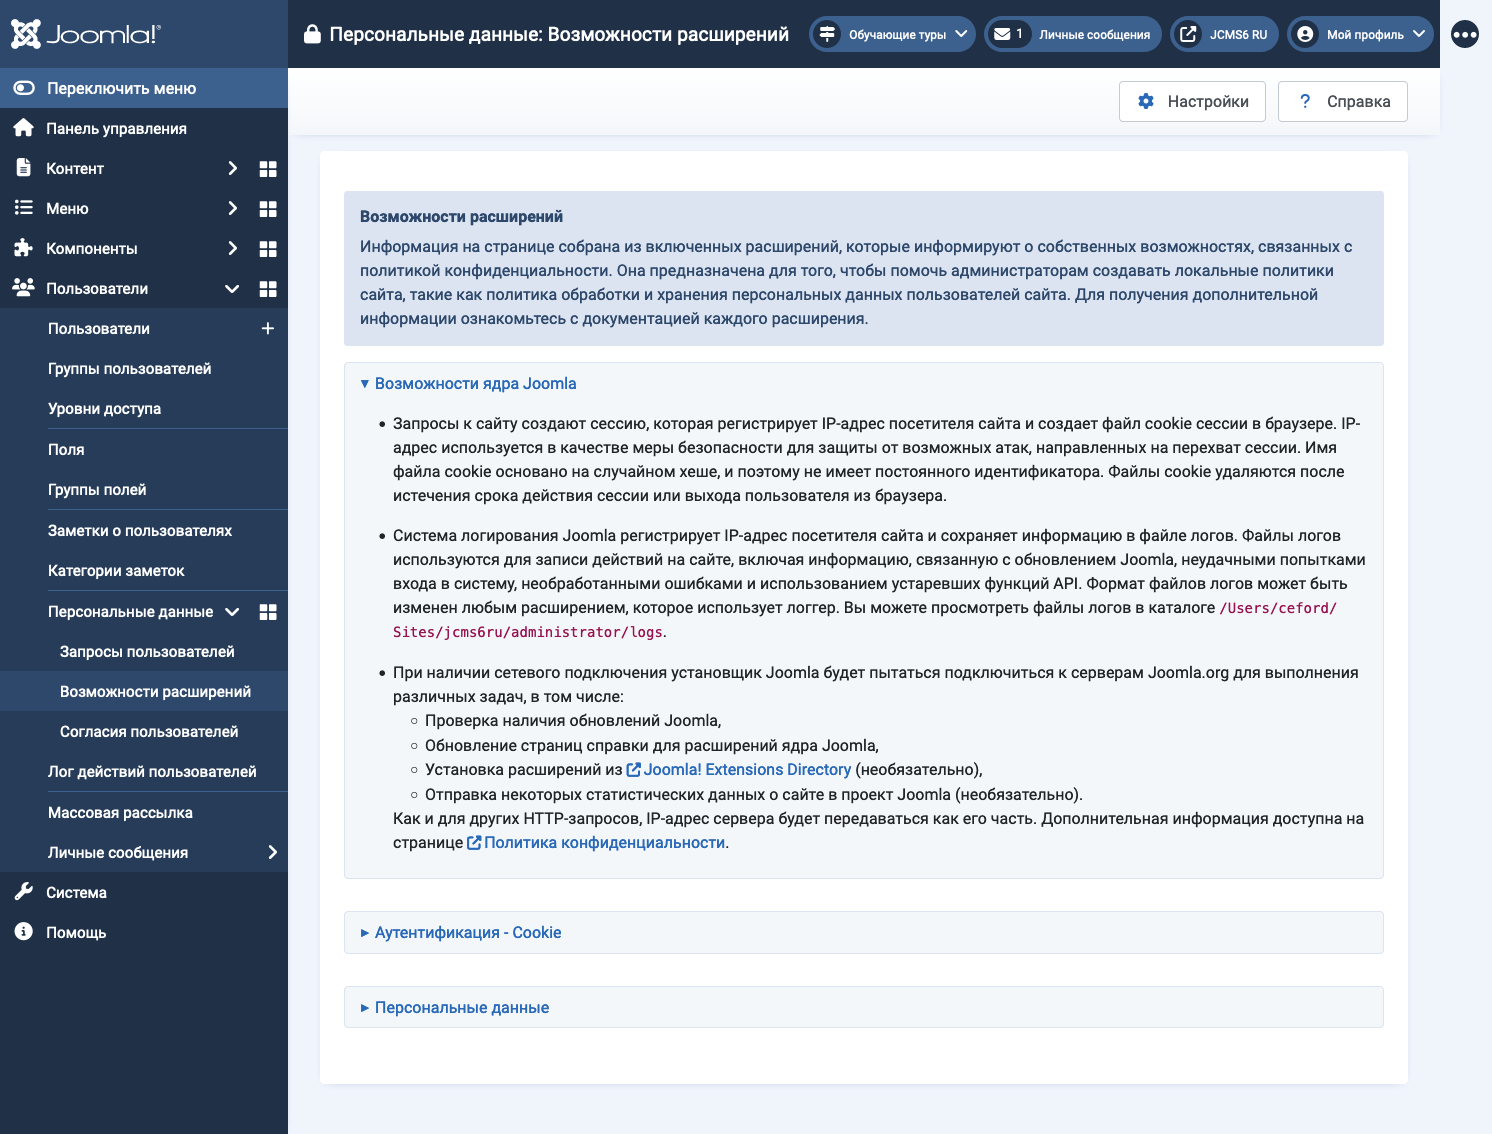 Joomla!
Персональные данные: Возможности расширений
Обучающие туры
1 Личные сообщения
JCMS6 RU
Мой профиль
Переключить меню
Панель управления
Контент
Меню
Компоненты
Пользователи
Пользователи
Группы пользователей
Уровни доступа
Поля
Группы полей
Заметки о пользователях
Категории заметок
Персональные данные
Запросы пользователей
Возможности расширений
Согласия пользователей
Лог действий пользователей
Массовая рассылка
Личные сообщения
Система
Помощь
Настройки
? Справка
Возможности расширений
Информация на странице собрана из включенных расширений, которые информируют о собственных возможностях, связанных с
политикой конфиденциальности. Она предназначена для того, чтобы помочь администраторам создавать локальные политики
сайта, такие как политика обработки и хранения персональных данных пользователей сайта. Для получения дополнительной
информации ознакомьтесь с документацией каждого расширения.
▼ Возможности ядра Joomla
• Запросы к сайту создают сессию, которая регистрирует IP-адрес посетителя сайта и создает файл cookie сессии в браузере. IP-
адрес используется в качестве меры безопасности для защиты от возможных атак, направленных на перехват сессии. Имя
файла cookie основано на случайном хеше, и поэтому не имеет постоянного идентификатора. Файлы cookie удаляются после
истечения срока действия сессии или выхода пользователя из браузера.
• Система логирования Joomla регистрирует IP-адрес посетителя сайта и сохраняет информацию в файле логов. Файлы логов
используются для записи действий на сайте, включая информацию, связанную с обновлением Joomla, неудачными попытками
входа в систему, необработанными ошибками и использованием устаревших функций API. Формат файлов логов может быть
изменен любым расширением, которое использует логгер. Вы можете просмотреть файлы логов в каталоге /Users/ceford/
Sites/jcms6ru/administrator/logs.
• При наличии сетевого подключения установщик Joomla будет пытаться подключиться к серверам Joomla.org для выполнения
различных задач, в том числе:
◦ Проверка наличия обновлений Joomla,
◦ Обновление страниц справки для расширений ядра Joomla,
◦ Установка расширений из Joomla! Extensions Directory (необязательно),
◦ Отправка некоторых статистических данных о сайте в проект Joomla (необязательно).
Как и для других HTTP-запросов, IP-адрес сервера будет передаваться как его часть. Дополнительная информация доступна на
странице Политика конфиденциальности.
► Аутентификация - Cookie
► Персональные данные